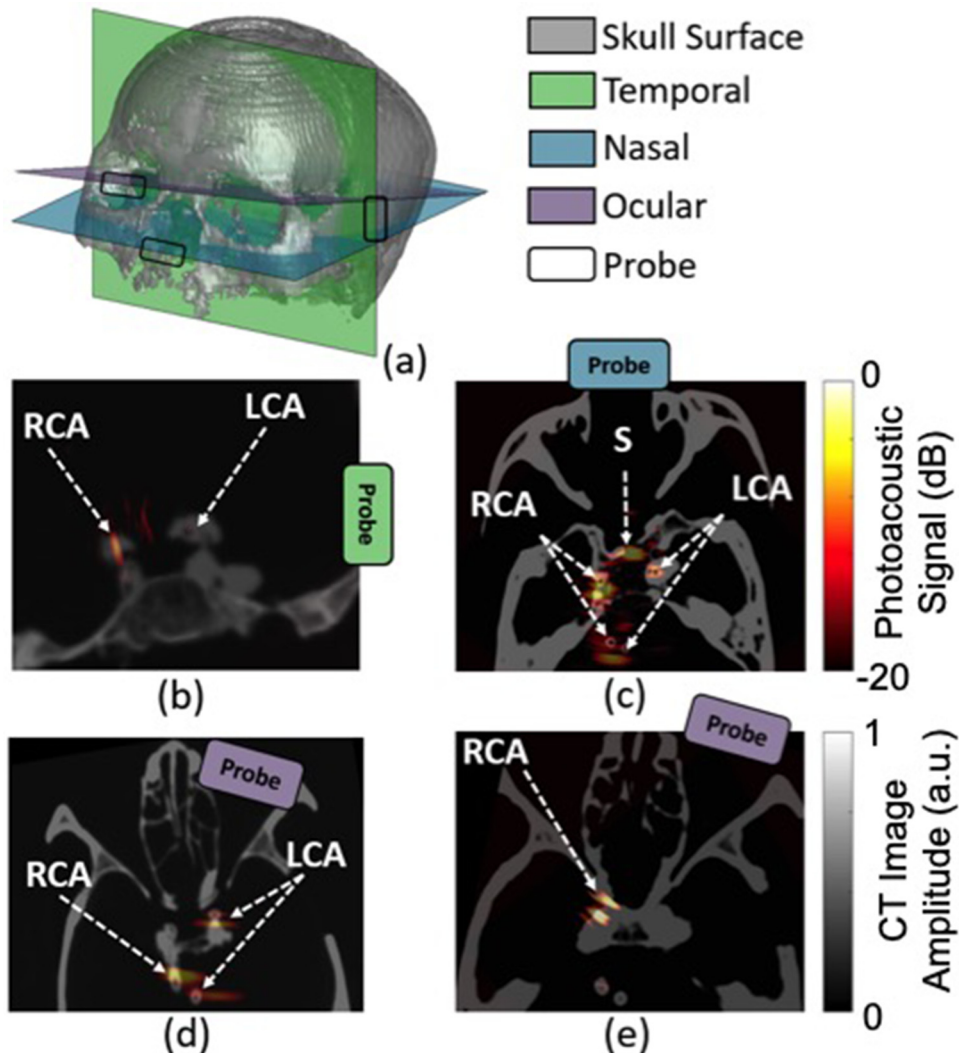 Skull Surface
Temporal
Nasal
Ocular
Probe
(a)
RCA
LCA
Probe
(b)
Probe
S
RCA
LCA
(c)
0
Photoacoustic
Signal (dB)
-20
Probe
RCA
LCA
(d)
Probe
RCA
(e)
1
CT Image
Amplitude (a.u.)
0